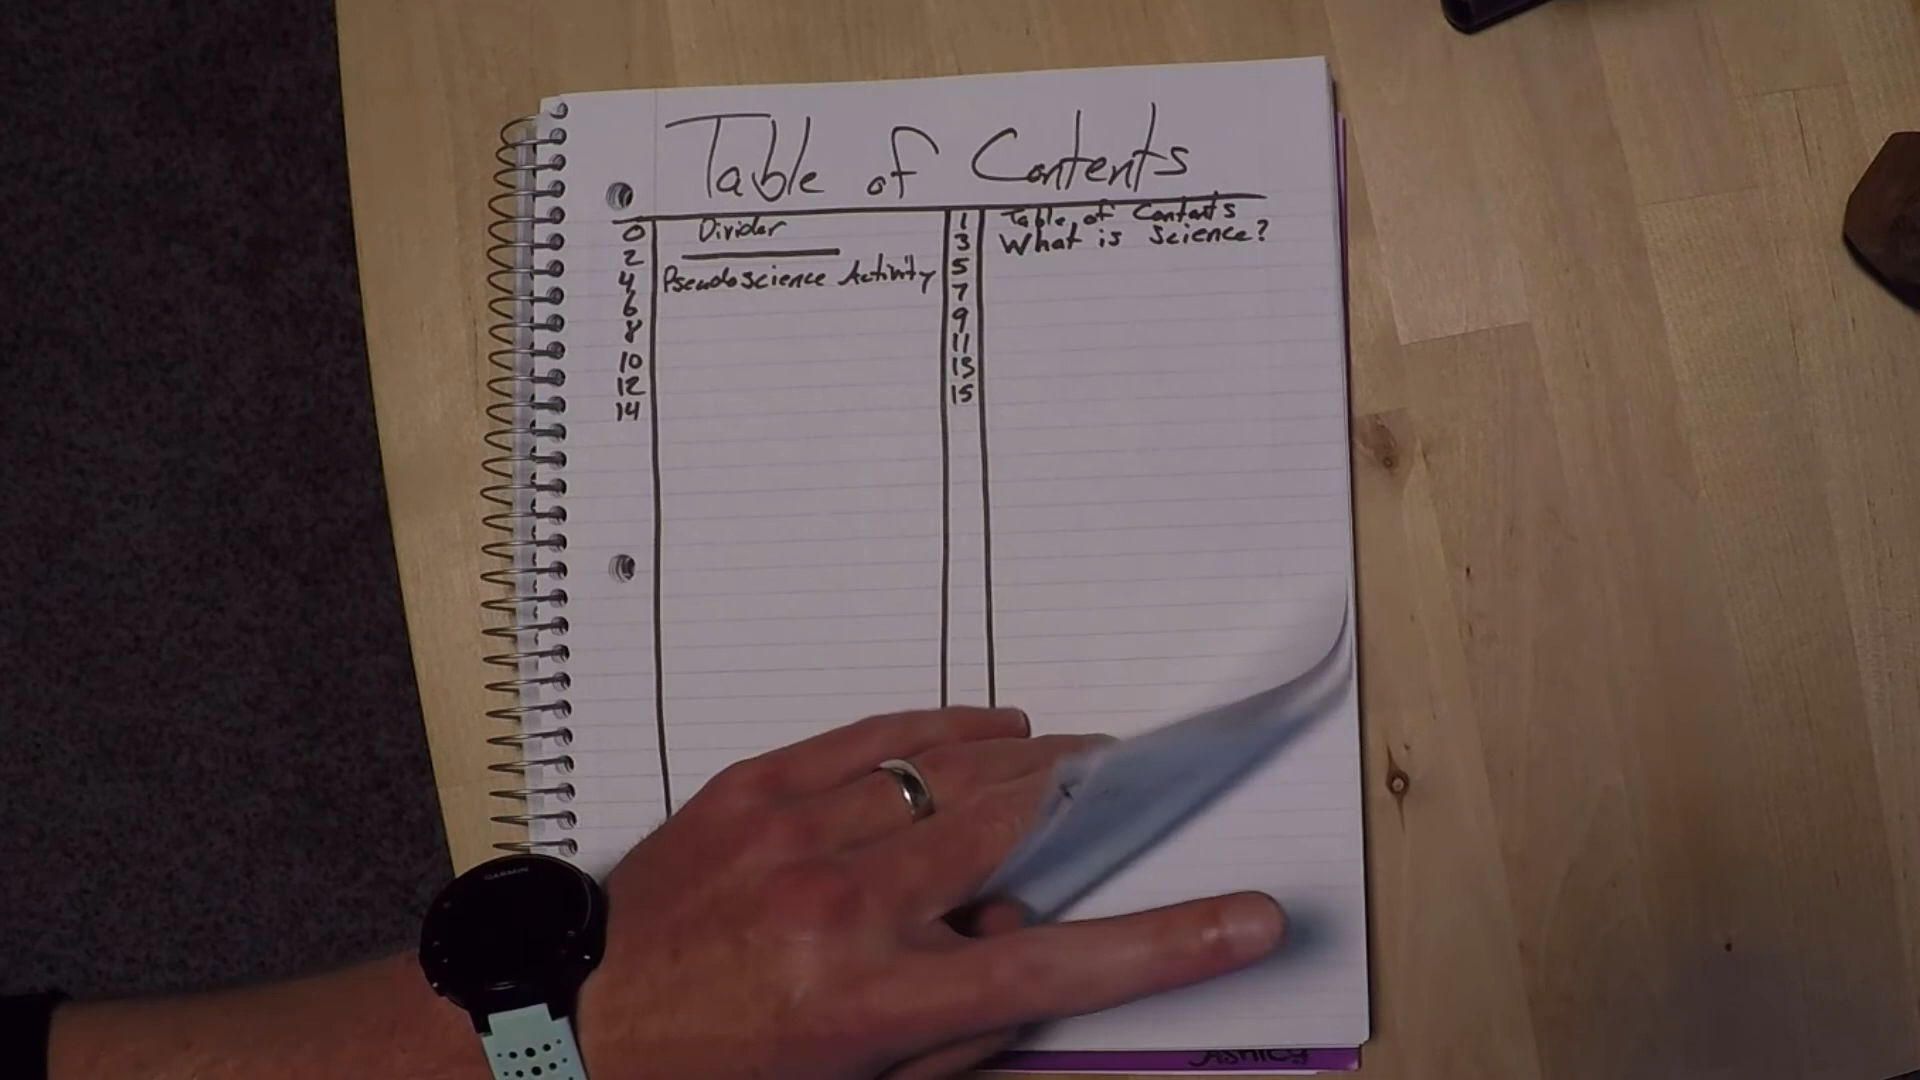 Table of Contents
0 Divider 1 Table of Contents
2 3 What is Science?
4 Pseudoscience Activity 5
6 7
8 9
10 11
12 13
14 15
GARMIN